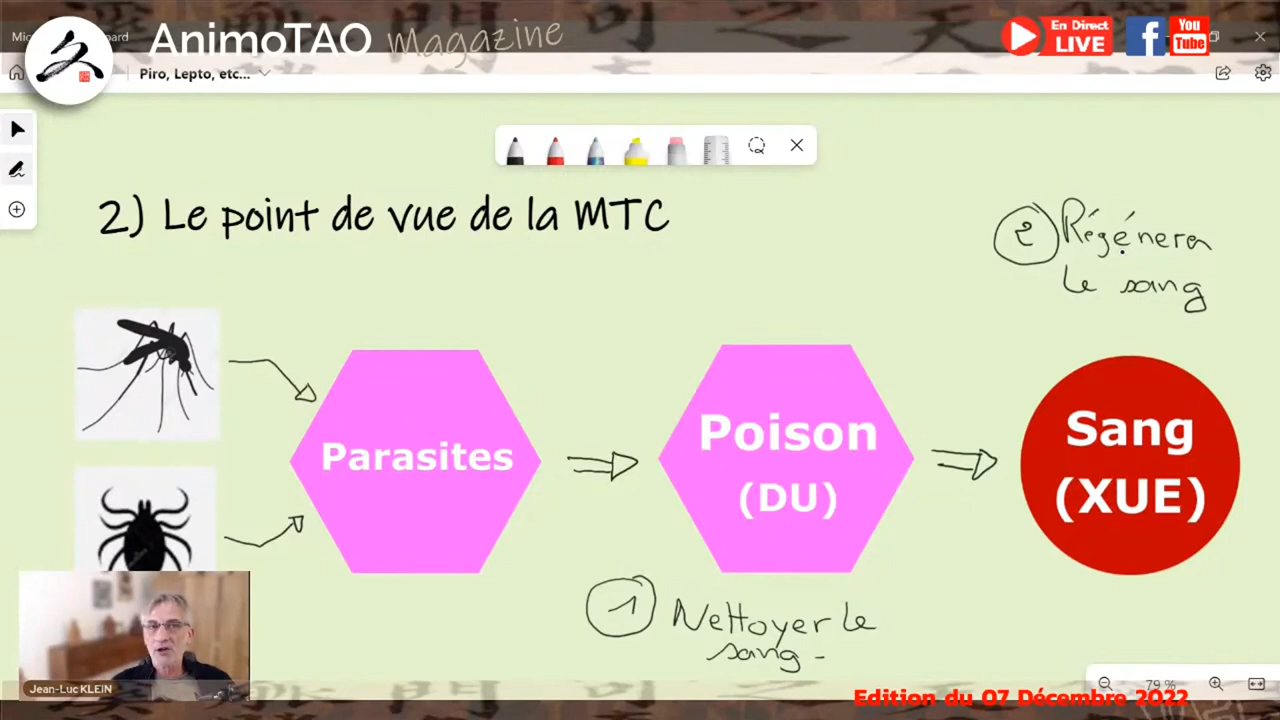 AnimoTAO Magazine
En Direct
LIVE
You
Tube
Piro, Lepto, etc...
2) Le point de vue de la MTC
2 Régénérer
le sang
Parasites
Poison
(DU)
Sang
(XUE)
1 Nettoyer le
sang -
Jean-Luc KLEIN
79 %
Edition du 07 Décembre 2022